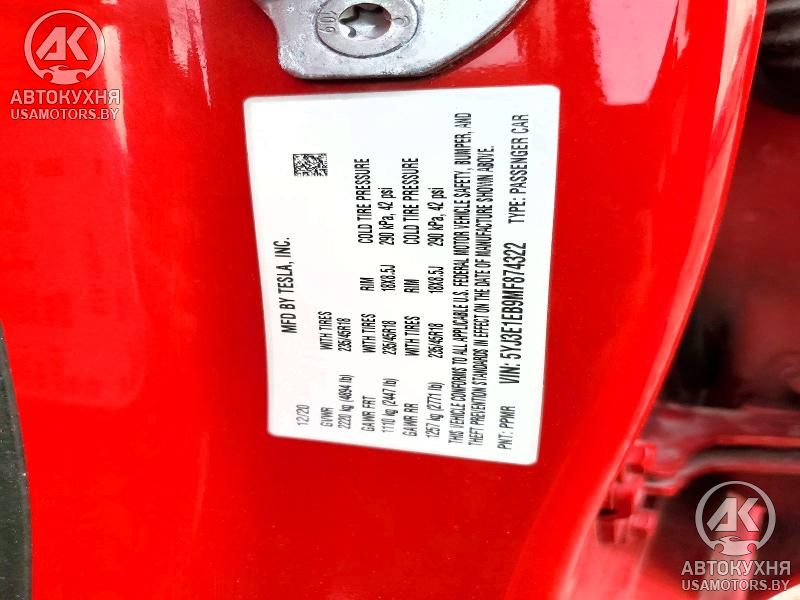 AK
АВТОКУХНЯ
USAMOTORS.BY
MFD BY TESLA, INC.
12/20
GVWR WITH TIRES RIM COLD TIRE PRESSURE
2220 kg (4894 lb) 235/45R18 18X8.5J 290 kPa, 42 psi
GAWR FRT WITH TIRES RIM COLD TIRE PRESSURE
1110 kg (2447 lb) 235/45R18 18X8.5J 290 kPa, 42 psi
GAWR RR
1257 kg (2771 lb)
THIS VEHICLE CONFORMS TO ALL APPLICABLE U.S. FEDERAL MOTOR VEHICLE SAFETY, BUMPER, AND
THEFT PREVENTION STANDARDS IN EFFECT ON THE DATE OF MANUFACTURE SHOWN ABOVE.
VIN: 5YJ3E1EB9MF874322
PNT: PPMR TYPE: PASSENGER CAR
AK
АВТОКУХНЯ
USAMOTORS.BY